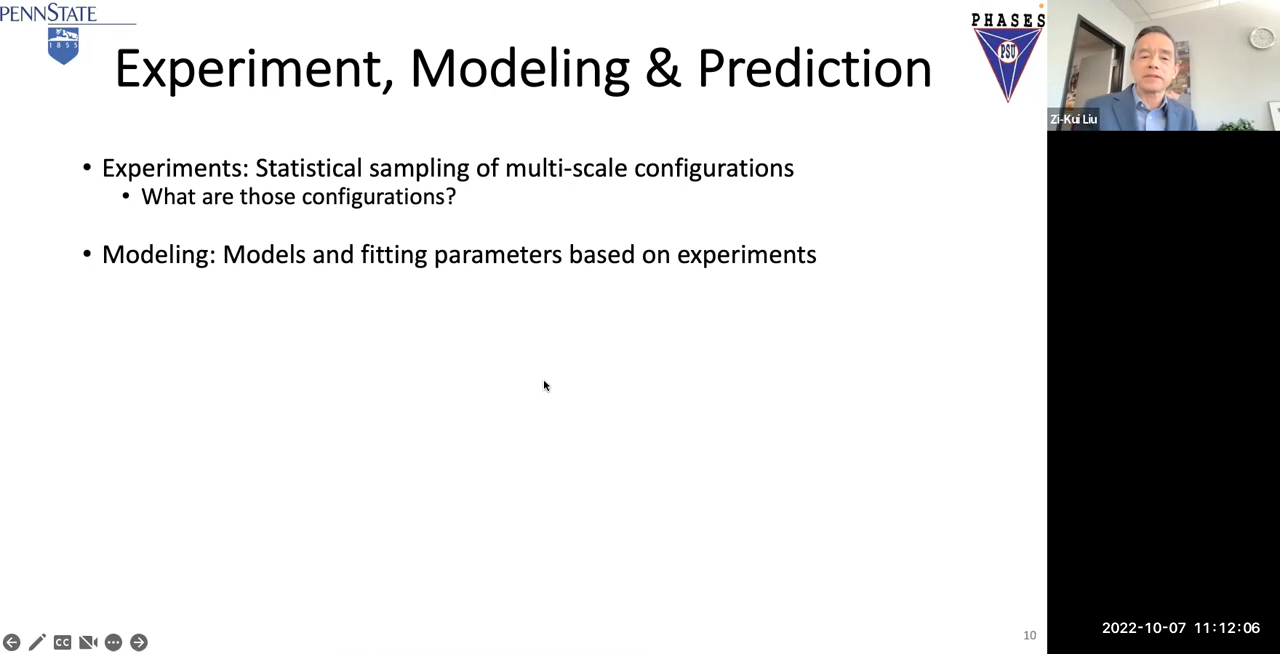 PENNSTATE
1855
PHASES
PSU
Experiment, Modeling & Prediction
Zi-Kui Liu
• Experiments: Statistical sampling of multi-scale configurations
• What are those configurations?
• Modeling: Models and fitting parameters based on experiments
CC
10
2022-10-07 11:12:06